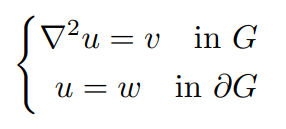 ∇²u = v in G
u = w in ∂G